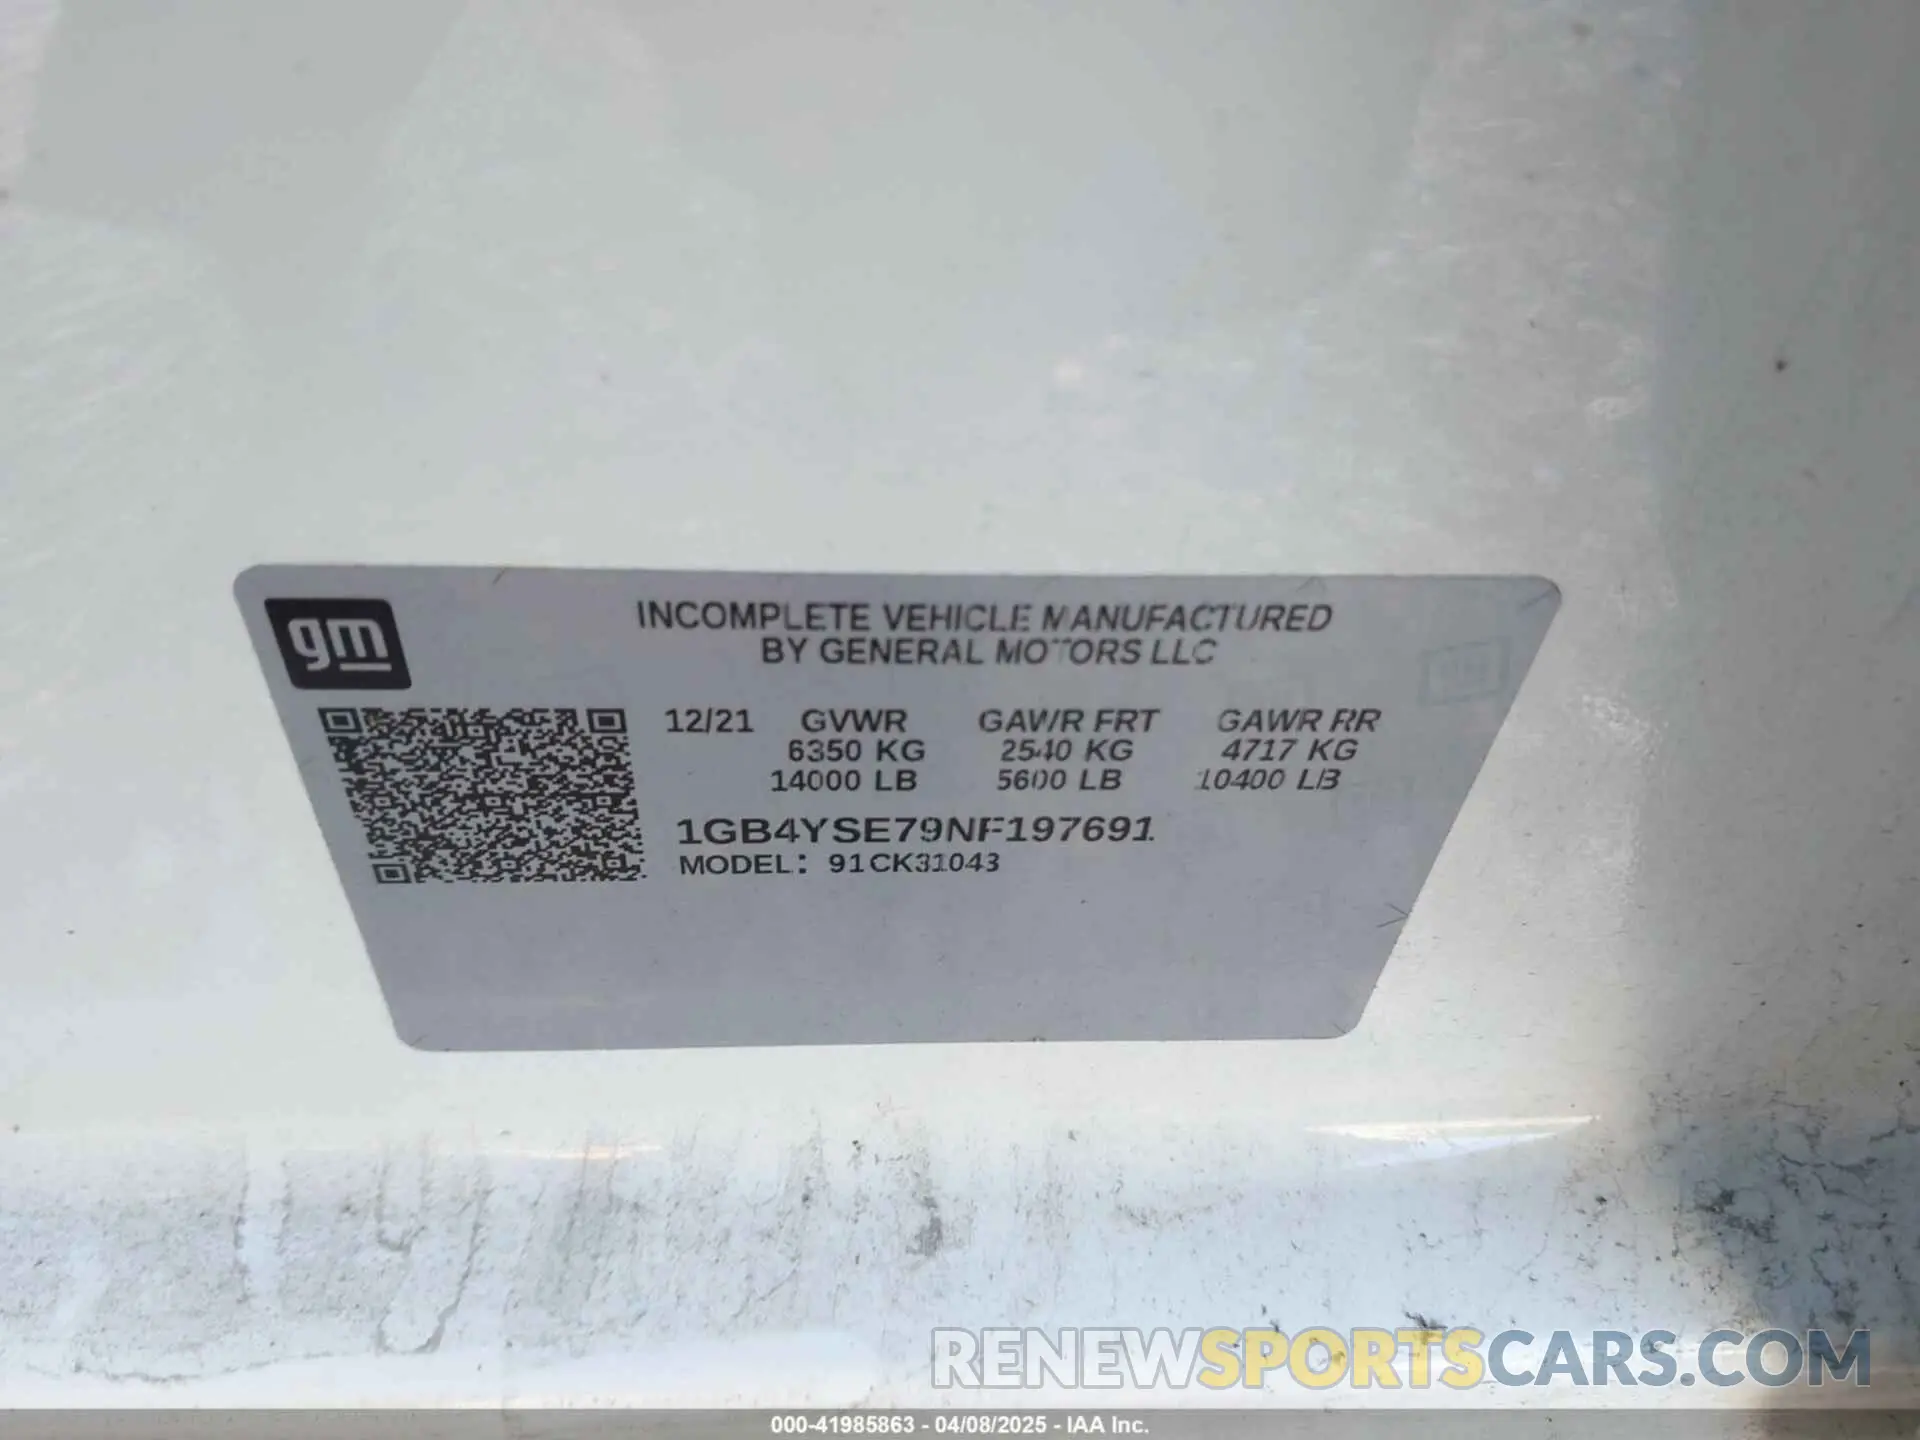 gm
INCOMPLETE VEHICLE MANUFACTURED
BY GENERAL MOTORS LLC
12/21 GVWR GAWR FRT GAWR RR
6350 KG 2540 KG 4717 KG
14000 LB 5600 LB 10400 LB
1GB4YSE79NF197691
MODEL: 91CK31043
RENEWSPORTSCARS.COM
000-41985863 - 04/08/2025 - IAA Inc.